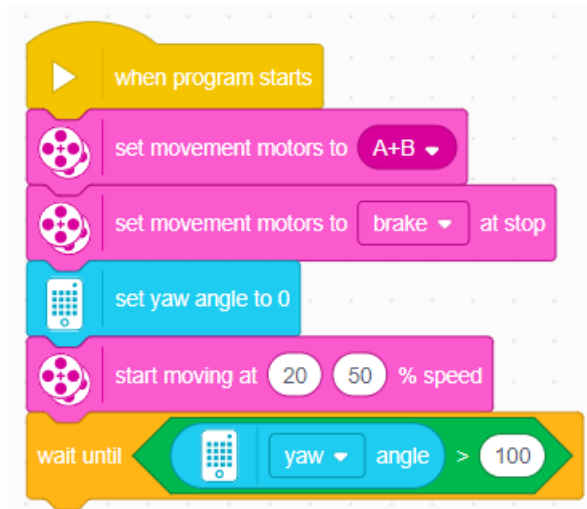 when program starts
set movement motors to A+B
set movement motors to brake at stop
set yaw angle to 0
start moving at 20 50 % speed
wait until yaw angle > 100